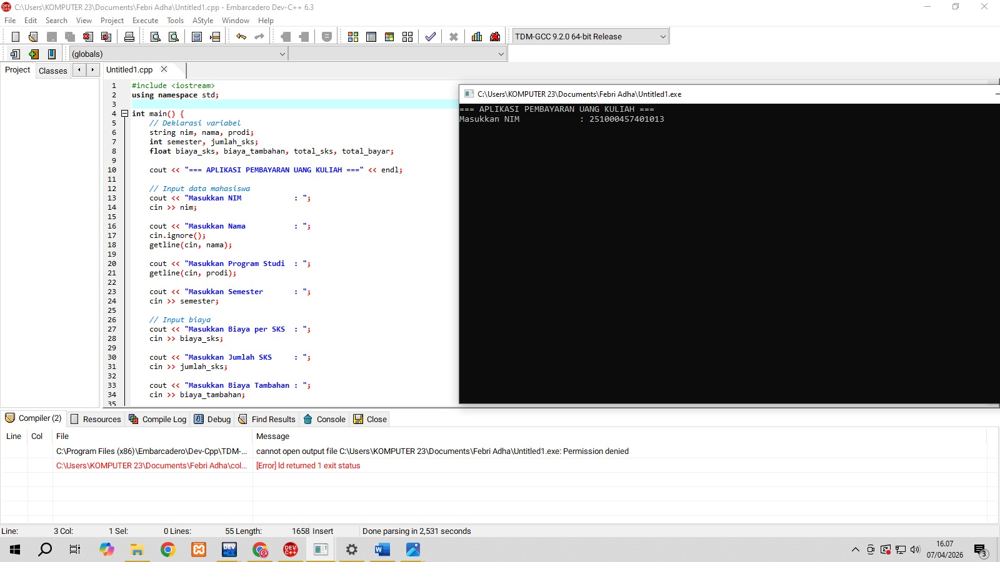 C:\Users\KOMPUTER 23\Documents\Febri Adha\Untitled1.cpp - Embarcadero Dev-C++ 6.3
File Edit Search View Project Execute Tools AStyle Window Help
TDM-GCC 9.2.0 64-bit Release
(globals)
Project Classes Untitled1.cpp
1 #include <iostream>
2 using namespace std;
3
4 int main() {
5 // Deklarasi variabel
6 string nim, nama, prodi;
7 int semester, jumlah_sks;
8 float biaya_sks, biaya_tambahan, total_sks, total_bayar;
9
10 cout << "=== APLIKASI PEMBAYARAN UANG KULIAH ===" << endl;
11
12 // Input data mahasiswa
13 cout << "Masukkan NIM : ";
14 cin >> nim;
15
16 cout << "Masukkan Nama : ";
17 cin.ignore();
18 getline(cin, nama);
19
20 cout << "Masukkan Program Studi : ";
21 getline(cin, prodi);
22
23 cout << "Masukkan Semester : ";
24 cin >> semester;
25
26 // Input biaya
27 cout << "Masukkan Biaya per SKS : ";
28 cin >> biaya_sks;
29
30 cout << "Masukkan Jumlah SKS : ";
31 cin >> jumlah_sks;
32
33 cout << "Masukkan Biaya Tambahan : ";
34 cin >> biaya_tambahan;
35
C:\Users\KOMPUTER 23\Documents\Febri Adha\Untitled1.exe
=== APLIKASI PEMBAYARAN UANG KULIAH ===
Masukkan NIM : 251000457401013
Compiler (2) Resources Compile Log Debug Find Results Console Close
Line Col File Message
C:\Program Files (x86)\Embarcadero\Dev-Cpp\TDM-... cannot open output file C:\Users\KOMPUTER 23\Documents\Febri Adha\Untitled1.exe: Permission denied
C:\Users\KOMPUTER 23\Documents\Febri Adha\col... [Error] ld returned 1 exit status
Line: 3 Col: 1 Sel: 0 Lines: 55 Length: 1658 Insert Done parsing in 2,531 seconds
16.07
07/04/2026
3